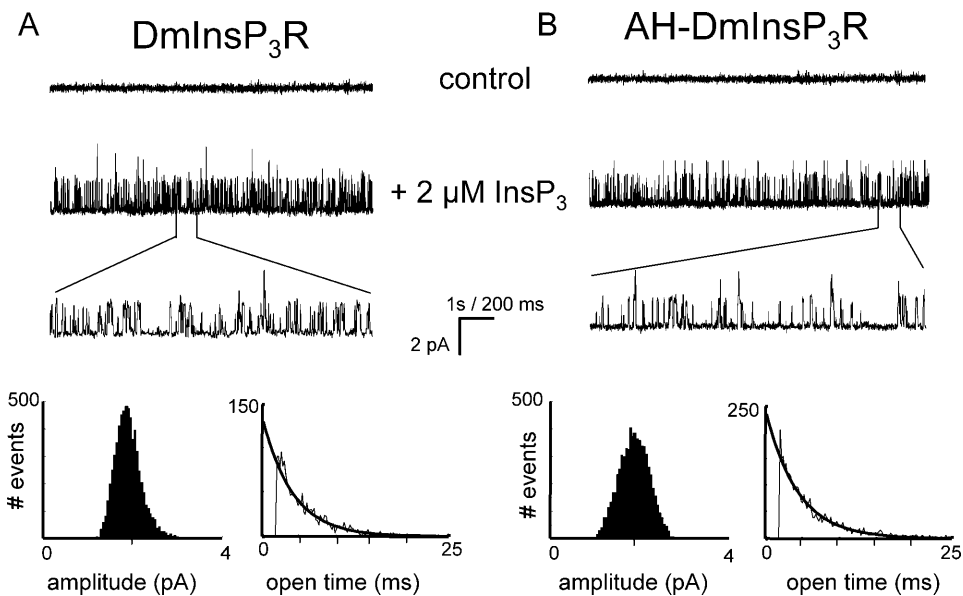 A
DmInsP3R
B
AH-DmInsP3R
control
+ 2 µM InsP3
1s / 200 ms
2 pA
500
# events
0
4
amplitude (pA)
150
0
25
open time (ms)
500
# events
0
4
amplitude (pA)
250
0
25
open time (ms)